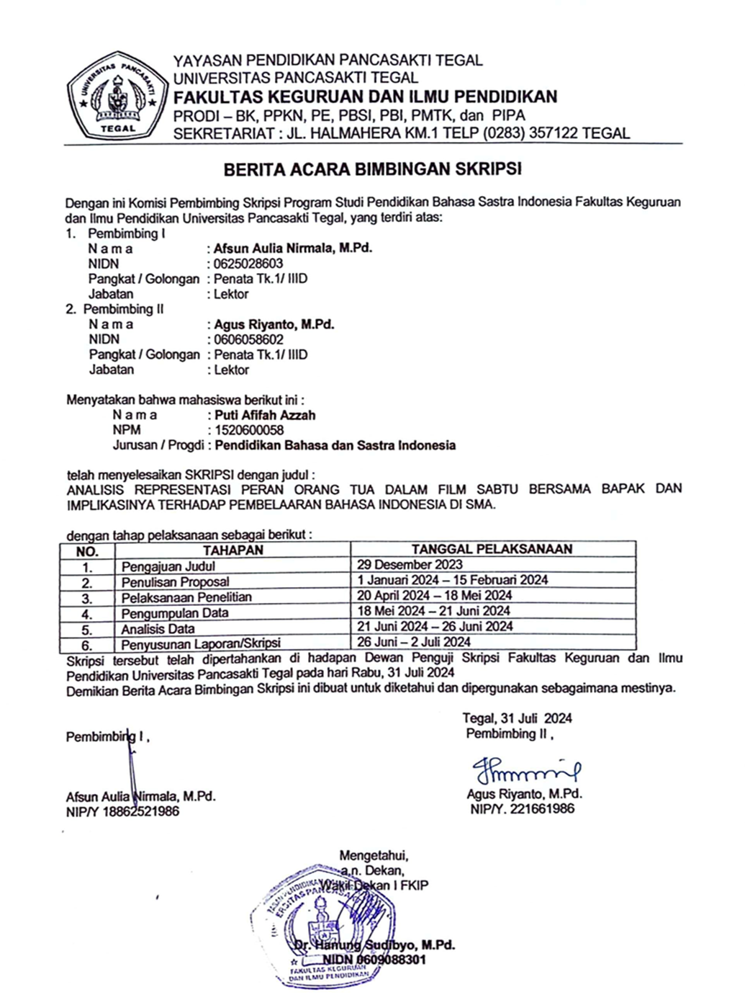 YAYASAN PENDIDIKAN PANCASAKTI TEGAL
UNIVERSITAS PANCASAKTI TEGAL
FAKULTAS KEGURUAN DAN ILMU PENDIDIKAN
PRODI – BK, PPKN, PE, PBSI, PBI, PMTK, dan PIPA
SEKRETARIAT : JL. HALMAHERA KM.1 TELP (0283) 357122 TEGAL
UNIVERSITAS PANCASAKTI
TEGAL
BERITA ACARA BIMBINGAN SKRIPSI
Dengan ini Komisi Pembimbing Skripsi Program Studi Pendidikan Bahasa Sastra Indonesia Fakultas Keguruan
dan Ilmu Pendidikan Universitas Pancasakti Tegal, yang terdiri atas:
1. Pembimbing I
N a m a : Afsun Aulia Nirmala, M.Pd.
NIDN : 0625028603
Pangkat / Golongan : Penata Tk.1/ IIID
Jabatan : Lektor
2. Pembimbing II
N a m a : Agus Riyanto, M.Pd.
NIDN : 0606058602
Pangkat / Golongan : Penata Tk.1/ IIID
Jabatan : Lektor
Menyatakan bahwa mahasiswa berikut ini :
N a m a : Puti Afifah Azzah
NPM : 1520600058
Jurusan / Progdi : Pendidikan Bahasa dan Sastra Indonesia
telah menyelesaikan SKRIPSI dengan judul :
ANALISIS REPRESENTASI PERAN ORANG TUA DALAM FILM SABTU BERSAMA BAPAK DAN
IMPLIKASINYA TERHADAP PEMBELAARAN BAHASA INDONESIA DI SMA.
dengan tahap pelaksanaan sebagai berikut :
NO. TAHAPAN TANGGAL PELAKSANAAN
1. Pengajuan Judul 29 Desember 2023
2. Penulisan Proposal 1 Januari 2024 – 15 Februari 2024
3. Pelaksanaan Penelitian 20 April 2024 – 18 Mei 2024
4. Pengumpulan Data 18 Mei 2024 – 21 Juni 2024
5. Analisis Data 21 Juni 2024 – 26 Juni 2024
6. Penyusunan Laporan/Skripsi 26 Juni – 2 Juli 2024
Skripsi tersebut telah dipertahankan di hadapan Dewan Penguji Skripsi Fakultas Keguruan dan Ilmu
Pendidikan Universitas Pancasakti Tegal pada hari Rabu, 31 Juli 2024
Demikian Berita Acara Bimbingan Skripsi ini dibuat untuk diketahui dan dipergunakan sebagaimana mestinya.
Tegal, 31 Juli 2024
Pembimbing I ,
Pembimbing II ,
Afsun Aulia Nirmala, M.Pd.
NIP/Y 18862521986
Agus Riyanto, M.Pd.
NIP/Y. 221661986
Mengetahui,
a.n. Dekan,
Wakil Dekan I FKIP
Dr. Hanung Sudibyo, M.Pd.
NIDN 0609088301
FAKULTAS KEGURUAN
DAN ILMU PENDIDIKAN